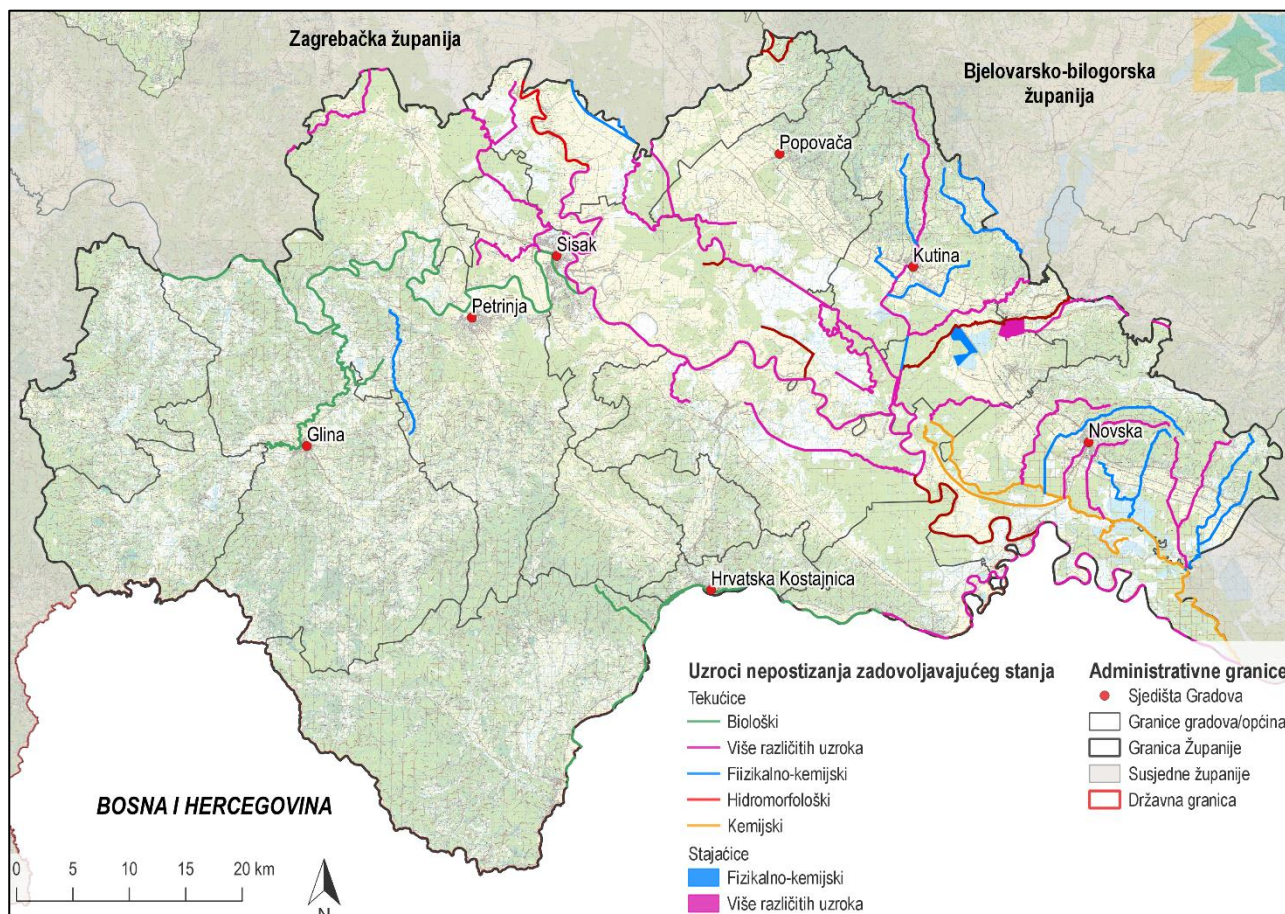 Zagrebačka županija
Bjelovarsko-bilogorska
županija
Popovača
Sisak
Kutina
Petrinja
Glina
Novska
Hrvatska Kostajnica
BOSNA I HERCEGOVINA
0 5 10 20 km
N
Uzroci nepostizanja zadovoljavajućeg stanja
Tekućice
Biološki
Više različitih uzroka
Fiizikalno-kemijski
Hidromorfološki
Kemijski
Stajaćice
Fizikalno-kemijski
Više različitih uzroka
Administrativne granice
Sjedišta Gradova
Granice gradova/općina
Granica Županije
Susjedne županije
Državna granica